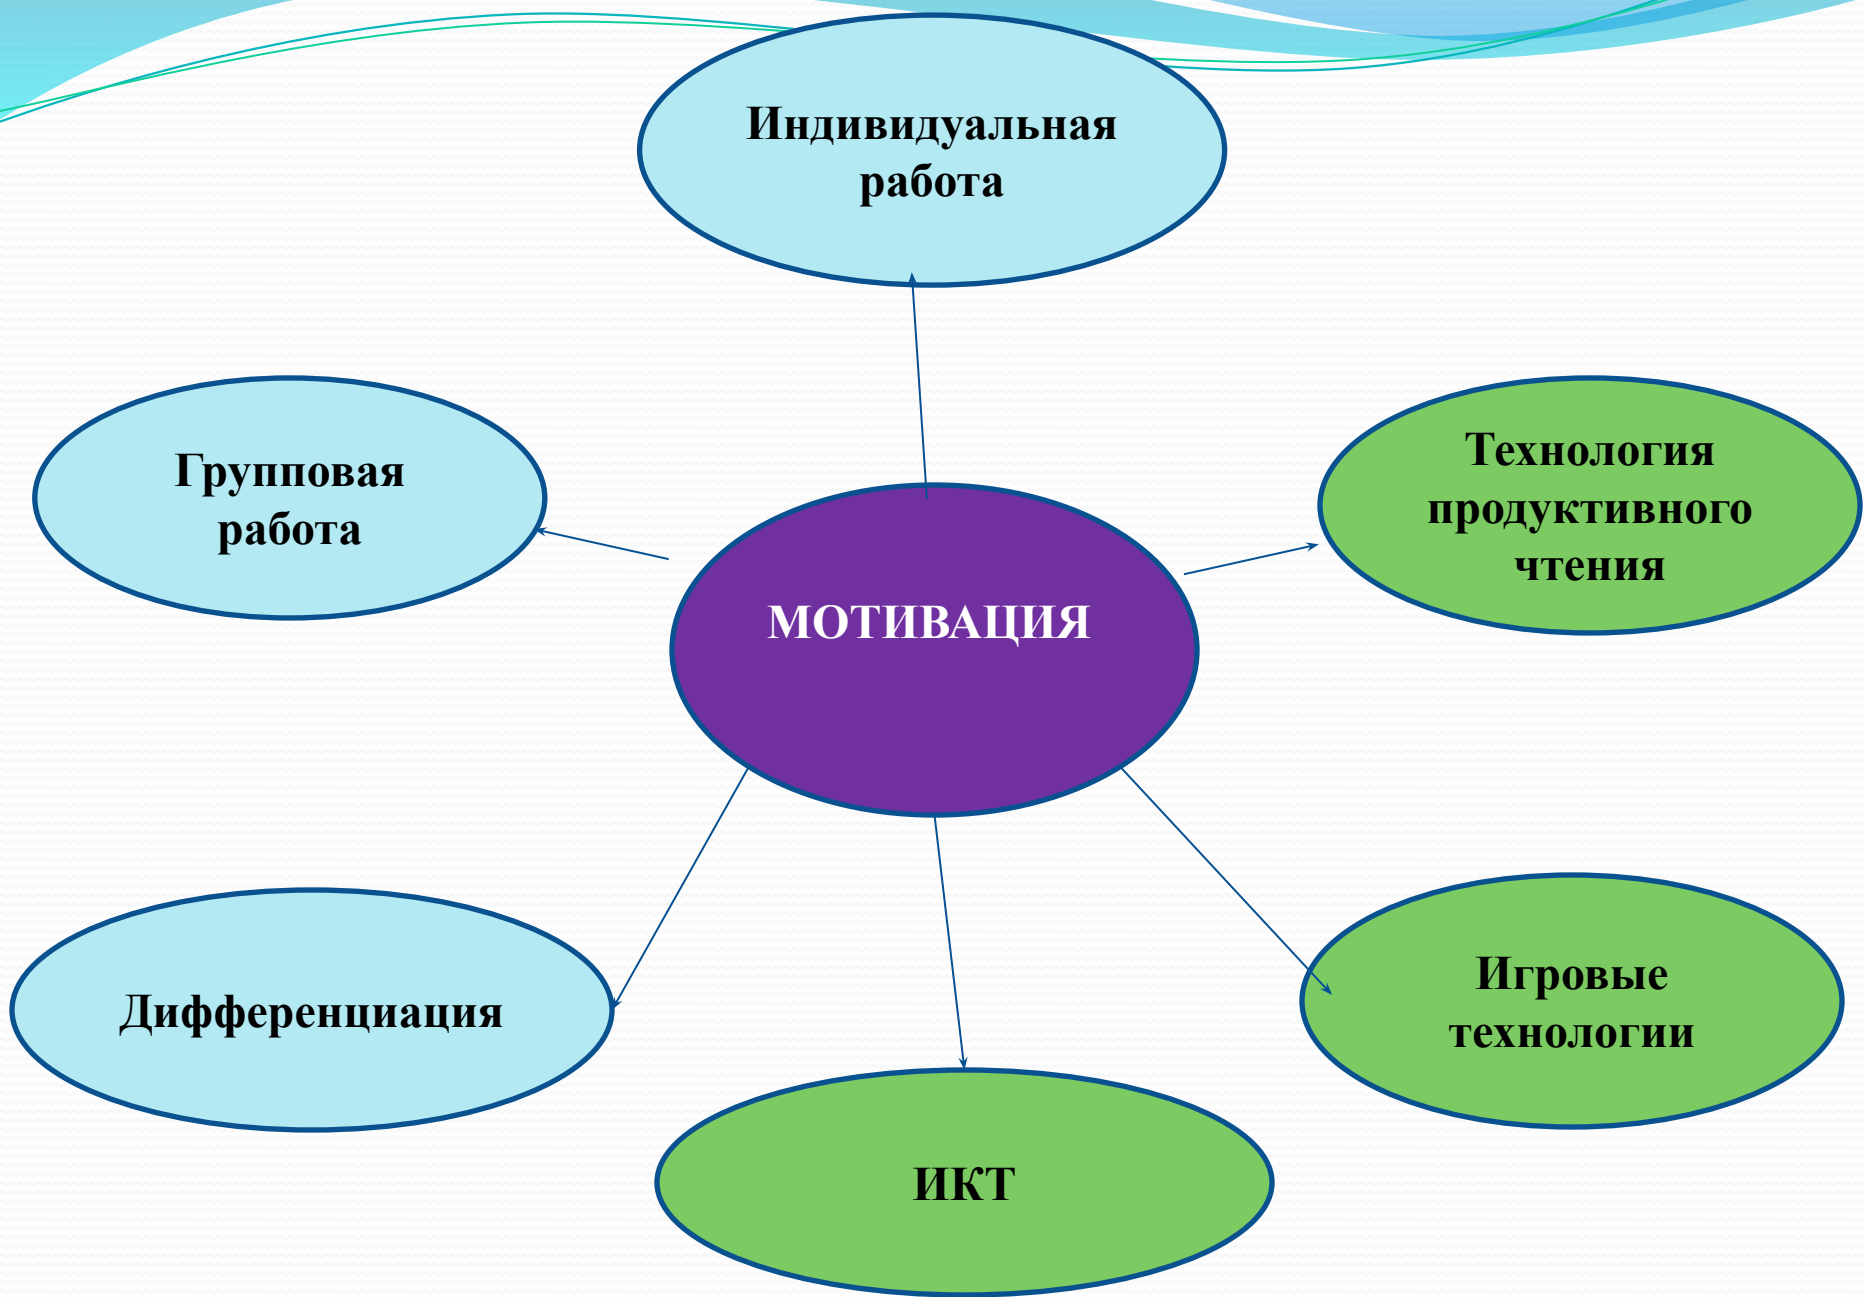 Индивидуальная
работа
Групповая
работа
Технология
продуктивного
чтения
МОТИВАЦИЯ
Дифференциация
Игровые
технологии
ИКТ